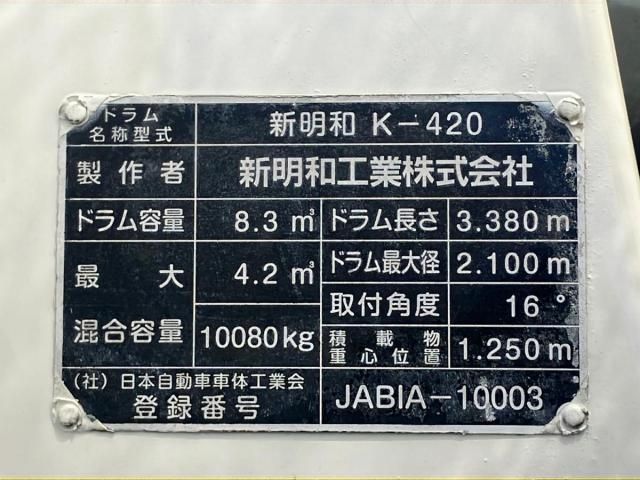 ドラム
名称型式
新明和 K-420
製作者
新明和工業株式会社
ドラム容量
8.3 m³
ドラム長さ
3.380 m
最大
混合容量
4.2 m³
10080kg
ドラム最大径
2.100 m
取付角度
16°
積載物
重心位置
1.250 m
(社)日本自動車車体工業会
登録番号
JABIA-10003